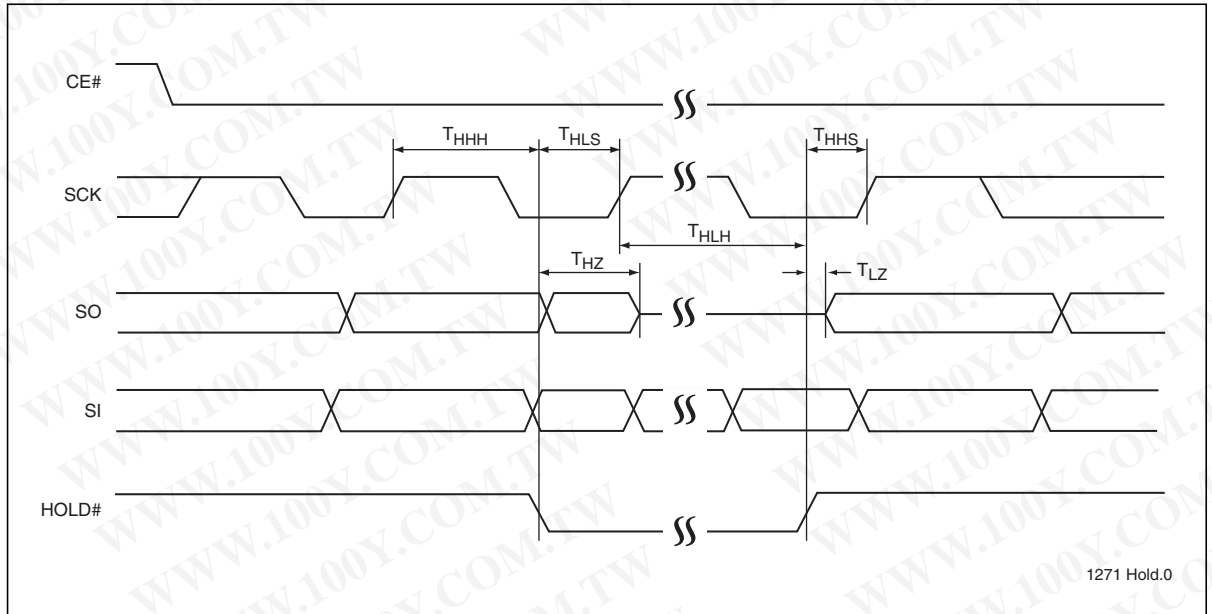 CE#
THHH
THLS
THHS
SCK
THLH
THZ
TLZ
SO
SI
HOLD#
1271 Hold.0
WWW.100Y.COM.TW